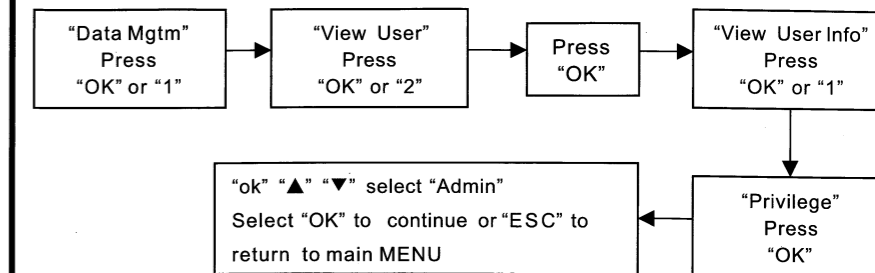 “Data Mgtm”
Press
“OK” or “1”
“View User”
Press
“OK” or “2”
Press
“OK”
“View User Info”
Press
“OK” or “1”
“Privilege”
Press
“OK”
“ok” “▲” “▼” select “Admin”
Select “OK” to continue or “ESC” to
return to main MENU